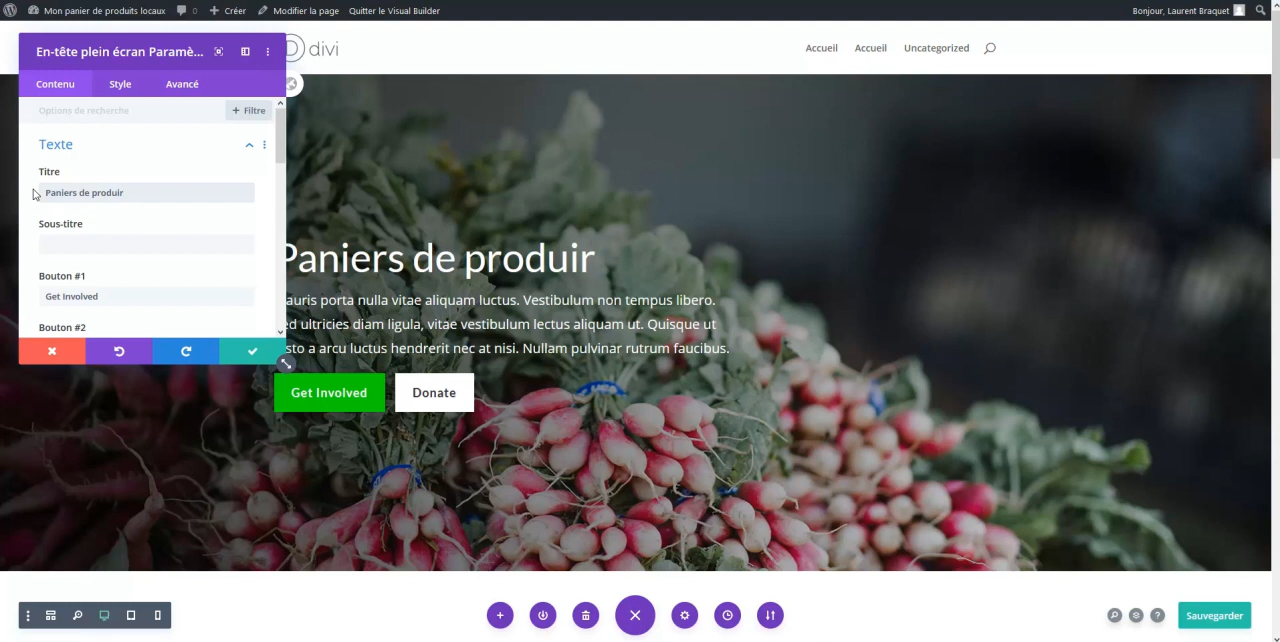 Mon panier de produits locaux 0 Créer Modifier la page Quitter le Visual Builder Bonjour, Laurent Braquet
En-tête plein écran Paramè...
divi
Accueil Accueil Uncategorized
Contenu Style Avancé
Options de recherche + Filtre
Texte
Titre
Paniers de produir
Sous-titre
Bouton #1
Get Involved
Bouton #2
Paniers de produir
auris porta nulla vitae aliquam luctus. Vestibulum non tempus libero.
ed ultricies diam ligula, vitae vestibulum lectus aliquam ut. Quisque ut
sto a arcu luctus hendrerit nec at nisi. Nullam pulvinar rutrum faucibus.
Get Involved Donate
Sauvegarder